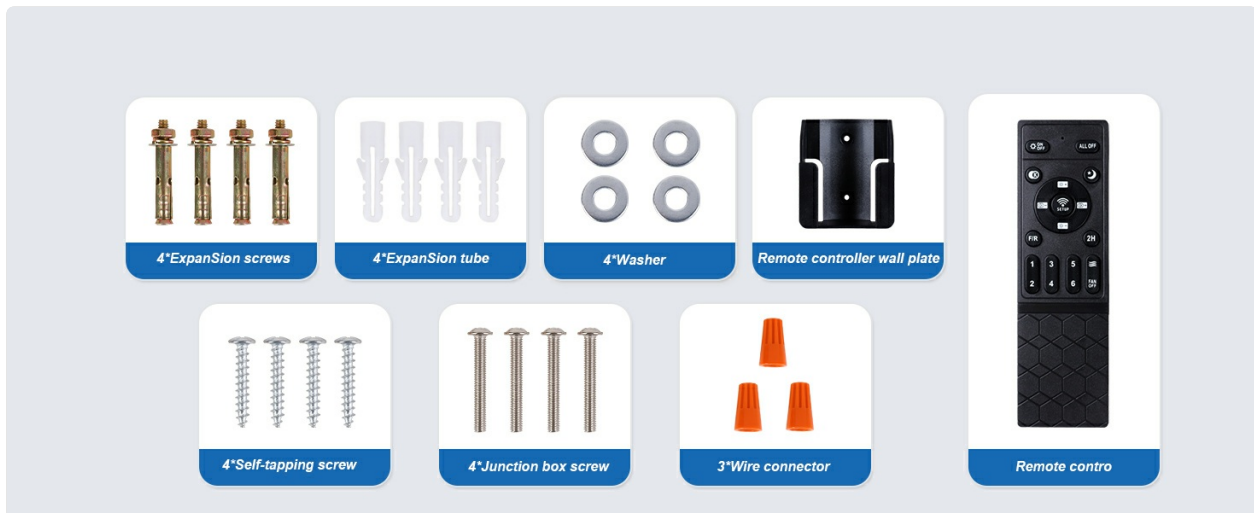 4*ExpanSion screws
4*ExpanSion tube
4*Washer
Remote controller wall plate
ON
OFF
ALL OFF
SETUP
F/R
2H
1
3
5
2
4
6
FAN
OFF
4*Self-tapping screw
4*Junction box screw
3*Wire connector
Remote contro